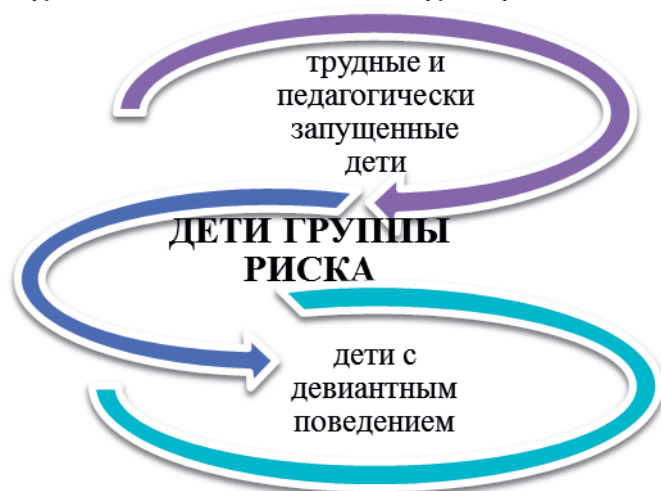 трудные и
педагогически
запущенные
дети
ДЕТИ ГРУППЫ
РИСКА
дети с
девиантным
поведением